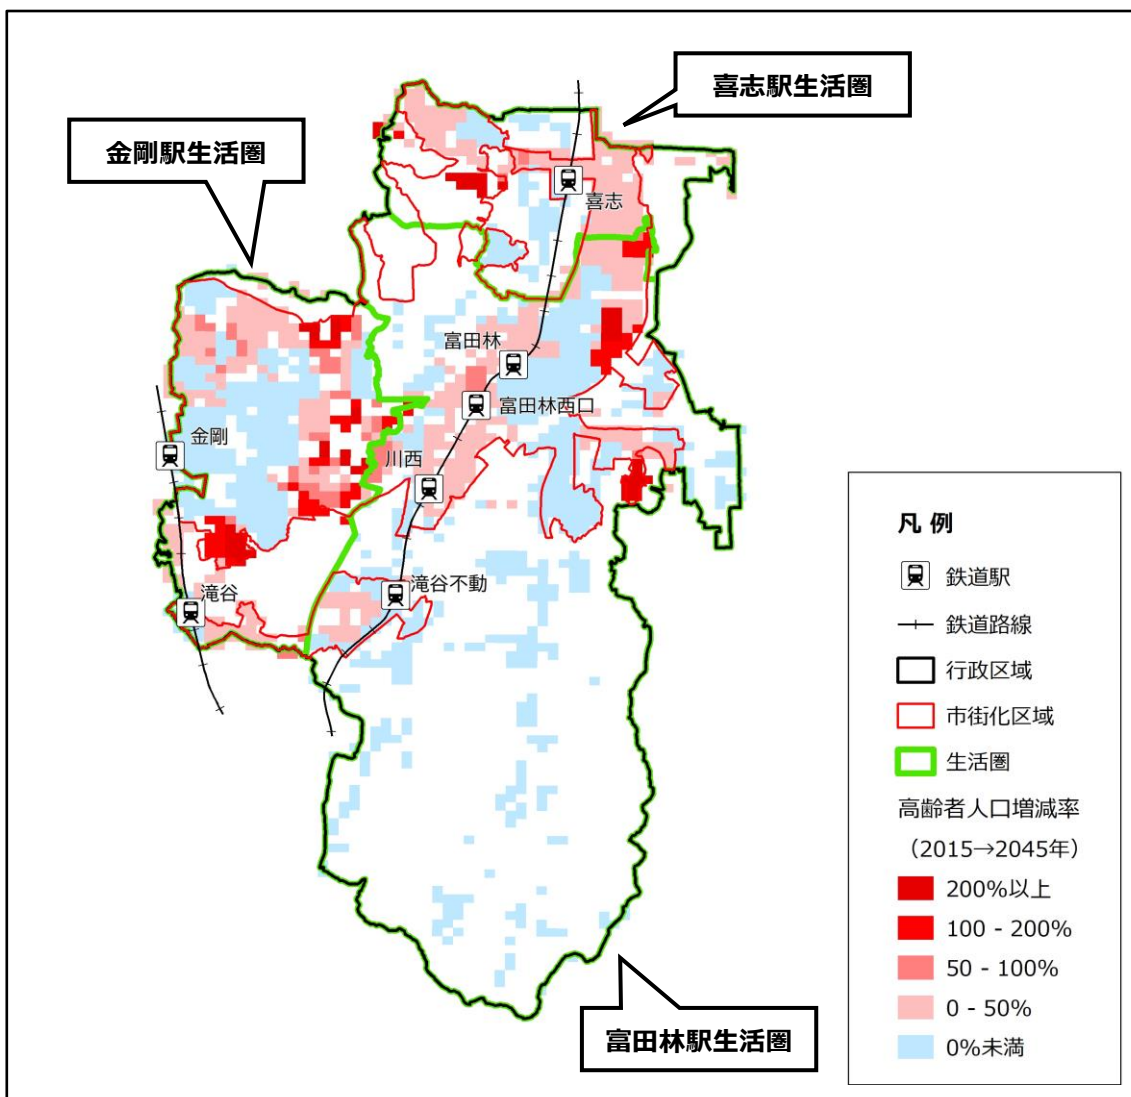 喜志駅生活圏
金剛駅生活圏
喜志
富田林
富田林西口
金剛
川西
滝谷不動
滝谷
富田林駅生活圏
凡 例
鉄道駅
鉄道路線
行政区域
市街化区域
生活圏
高齢者人口増減率
（2015→2045年）
200%以上
100 - 200%
50 - 100%
0 - 50%
0%未満